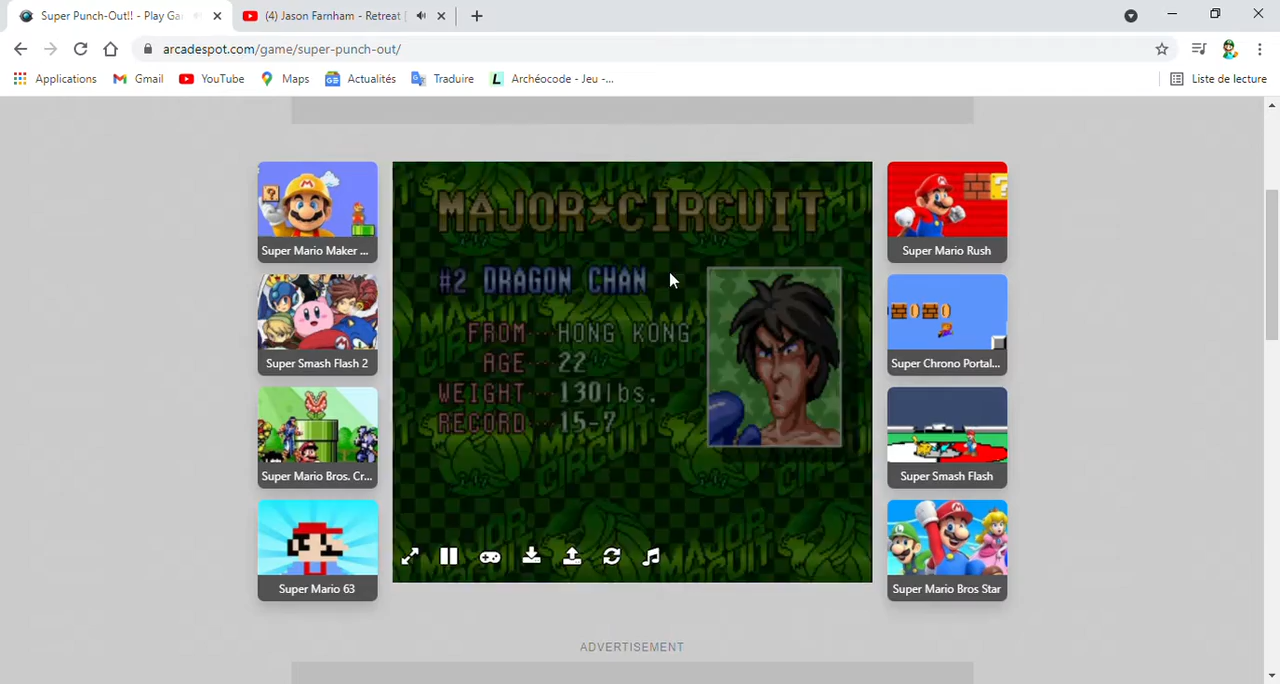 Super Punch-Out!! - Play Ga
(4) Jason Farnham - Retreat [
arcadespot.com/game/super-punch-out/
Applications
Gmail
YouTube
Maps
Actualités
Traduire
Archéocode - Jeu -...
Liste de lecture
MAJOR★CIRCUIT
#2 DRAGON CHAN
FROM...HONG KONG
AGE...22
WEIGHT...130lbs.
RECORD...15-7
Super Mario Maker ...
Super Smash Flash 2
Super Mario Bros. Cr...
Super Mario 63
Super Mario Rush
Super Chrono Portal...
Super Smash Flash
Super Mario Bros Star
ADVERTISEMENT